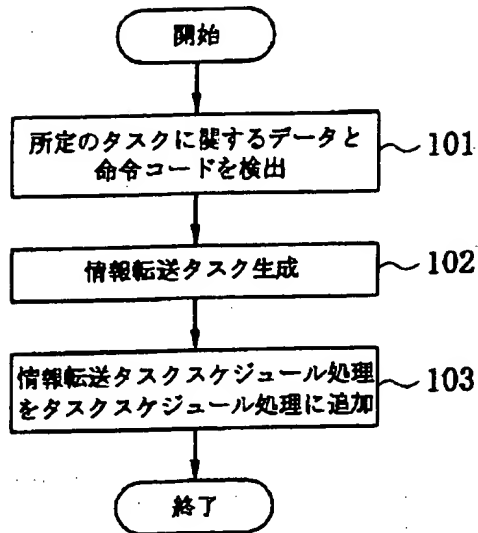 開始
所定のタスクに関するデータと
命令コードを検出
101
情報転送タスク生成
102
情報転送タスクスケジュール処理
をタスクスケジュール処理に追加
103
終了